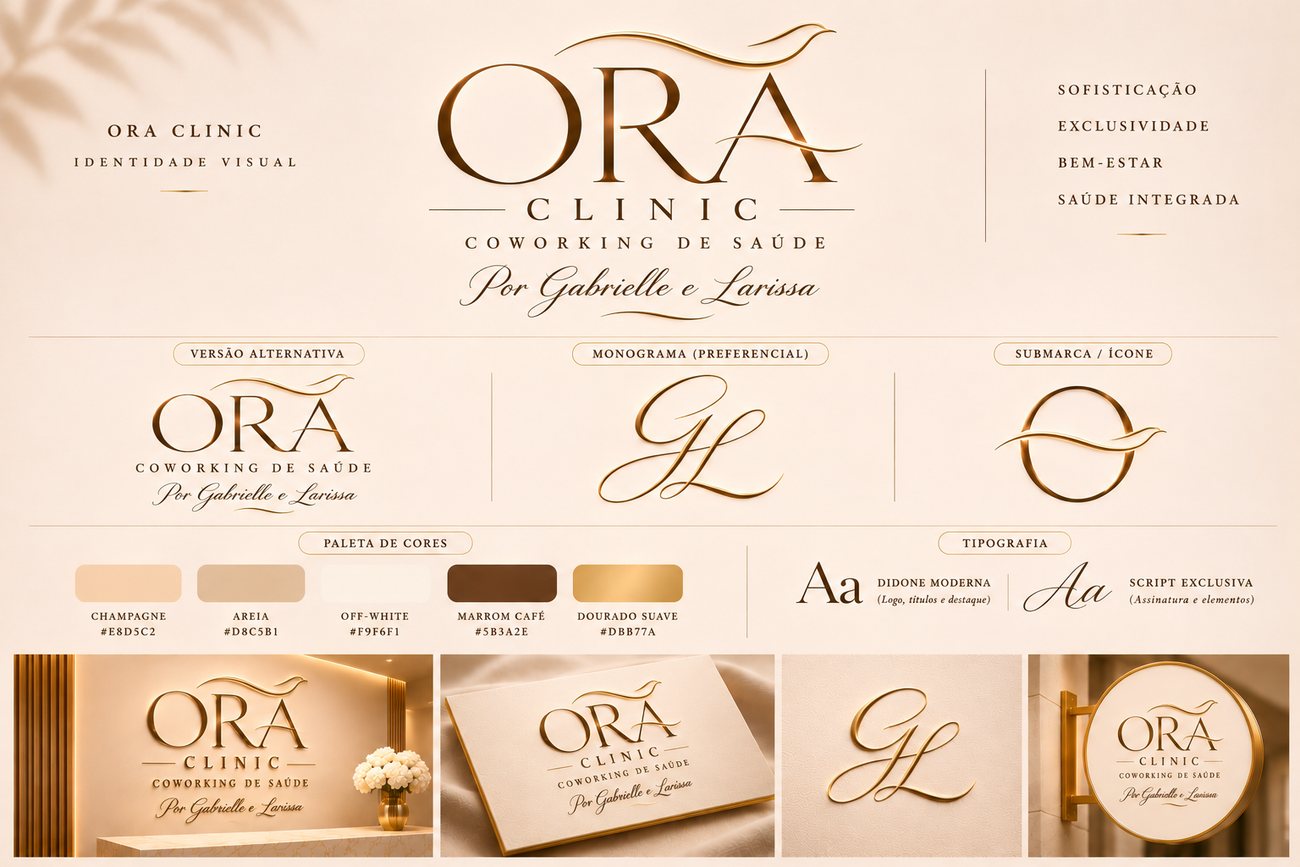 ORA CLINIC
IDENTIDADE VISUAL
ORA
CLINIC
COWORKING DE SAÚDE
Por Gabrielle e Larissa
SOFISTICAÇÃO
EXCLUSIVIDADE
BEM-ESTAR
SAÚDE INTEGRADA
VERSÃO ALTERNATIVA
ORA
COWORKING DE SAÚDE
Por Gabrielle e Larissa
MONOGRAMA (PREFERENCIAL)
GL
SUBMARCA / ÍCONE
O
PALETA DE CORES
CHAMPAGNE
#E8D5C2
AREIA
#D8C5B1
OFF-WHITE
#F9F6F1
MARROM CAFÉ
#5B3A2E
DOURADO SUAVE
#DBB77A
TIPOGRAFIA
Aa
DIDONE MODERNA
(Logo, títulos e destaque)
Aa
SCRIPT EXCLUSIVA
(Assinatura e elementos)
ORA
CLINIC
COWORKING DE SAÚDE
Por Gabrielle e Larissa
ORA
CLINIC
COWORKING DE SAÚDE
Por Gabrielle e Larissa
GL
ORA
CLINIC
COWORKING DE SAÚDE
Por Gabrielle e Larissa